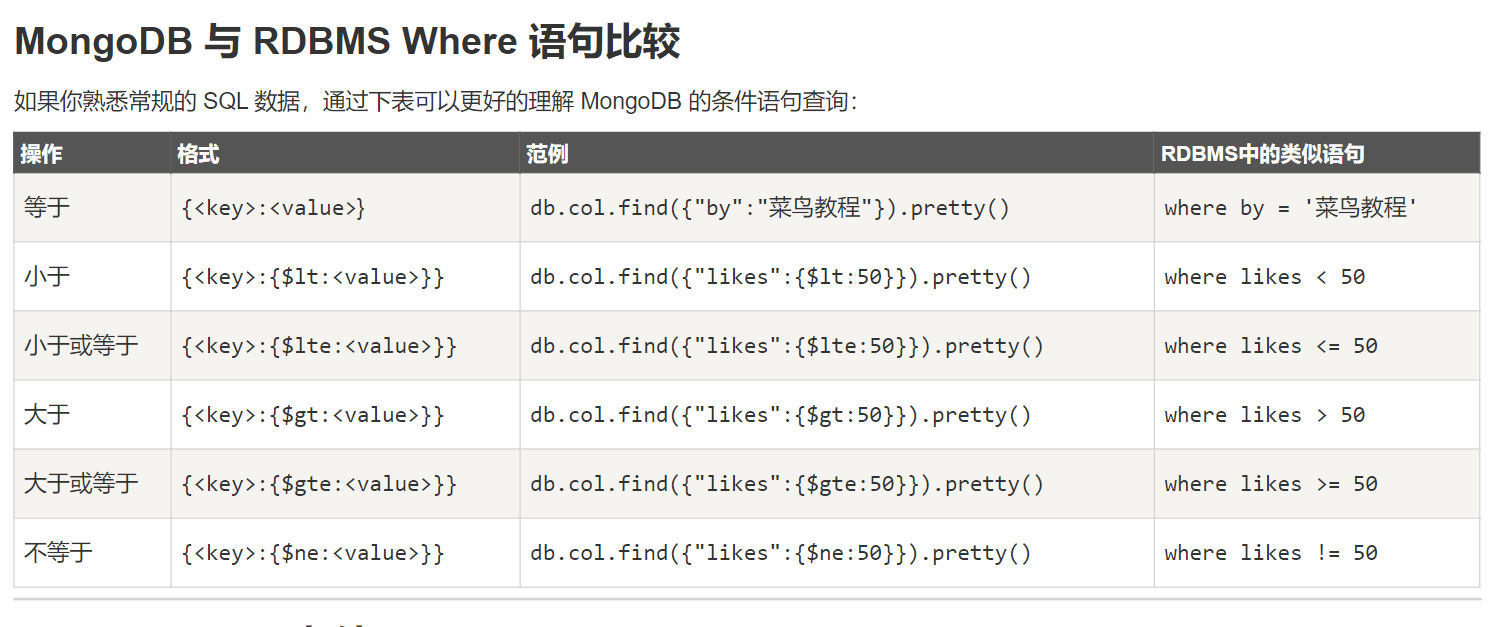 MongoDB 与 RDBMS Where 语句比较
如果你熟悉常规的 SQL 数据，通过下表可以更好的理解 MongoDB 的条件语句查询：
操作 格式 范例 RDBMS中的类似语句
等于 {<key>:<value>} db.col.find({"by":"菜鸟教程"}).pretty() where by = '菜鸟教程'
小于 {<key>:{$lt:<value>}} db.col.find({"likes":{$lt:50}}).pretty() where likes < 50
小于或等于 {<key>:{$lte:<value>}} db.col.find({"likes":{$lte:50}}).pretty() where likes <= 50
大于 {<key>:{$gt:<value>}} db.col.find({"likes":{$gt:50}}).pretty() where likes > 50
大于或等于 {<key>:{$gte:<value>}} db.col.find({"likes":{$gte:50}}).pretty() where likes >= 50
不等于 {<key>:{$ne:<value>}} db.col.find({"likes":{$ne:50}}).pretty() where likes != 50